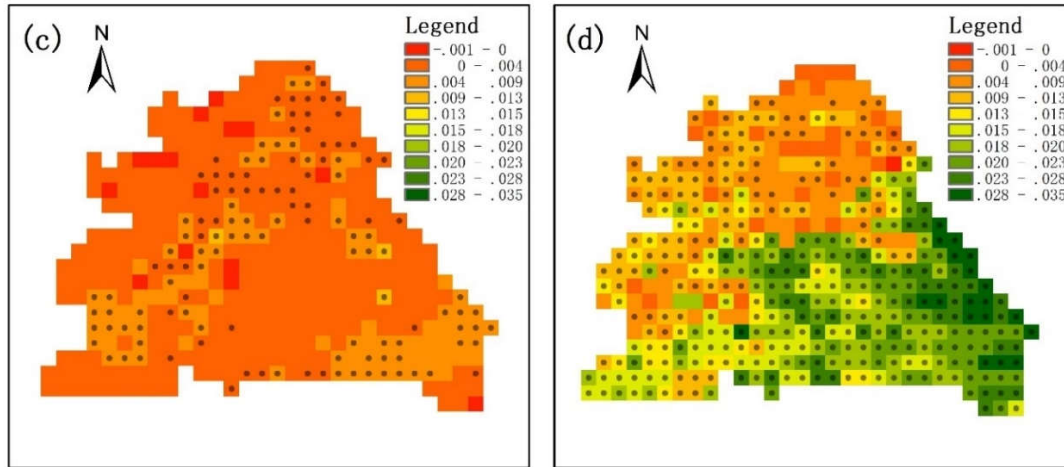 (c)
N
Legend
-.001 - 0
0 - .004
.004 - .009
.009 - .013
.013 - .015
.015 - .018
.018 - .020
.020 - .023
.023 - .028
.028 - .035
(d)
N
Legend
-.001 - 0
0 - .004
.004 - .009
.009 - .013
.013 - .015
.015 - .018
.018 - .020
.020 - .023
.023 - .028
.028 - .035